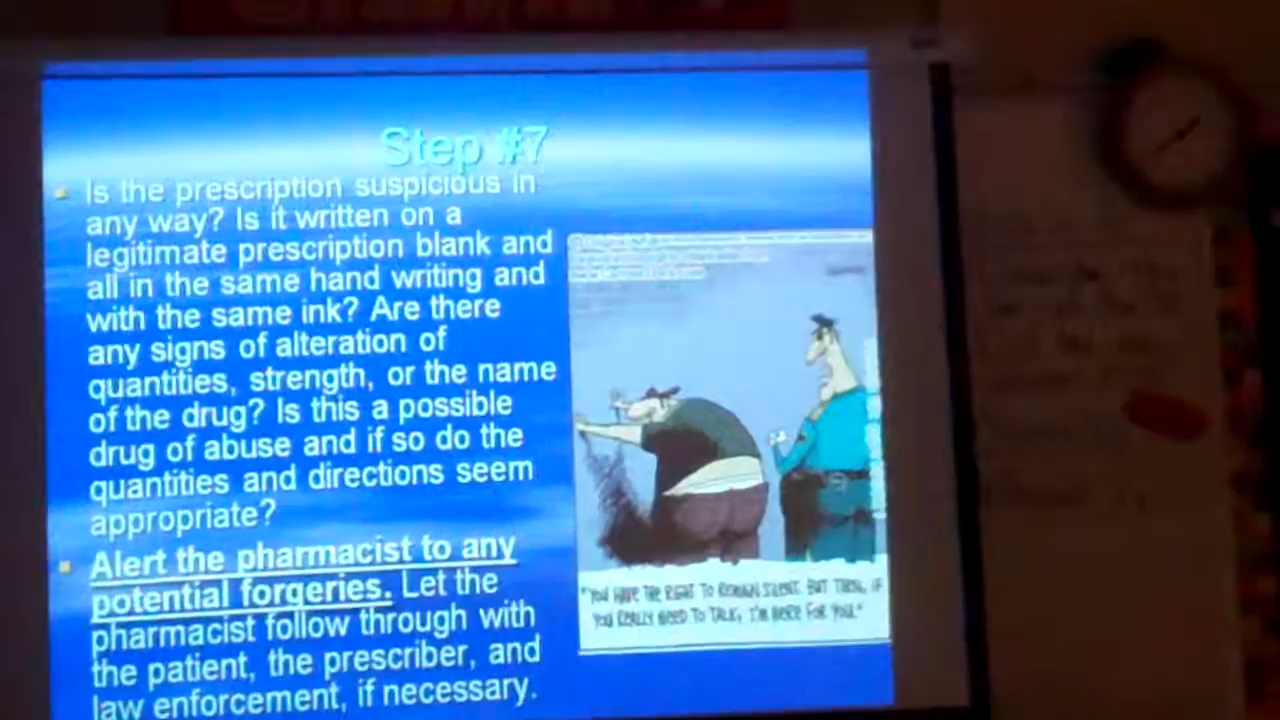 Step #7
Is the prescription suspicious in
any way? Is it written on a
legitimate prescription blank and
all in the same hand writing and
with the same ink? Are there
any signs of alteration of
quantities, strength, or the name
of the drug? Is this a possible
drug of abuse and if so do the
quantities and directions seem
appropriate?
Alert the pharmacist to any
potential forgeries. Let the
pharmacist follow through with
the patient, the prescriber, and
law enforcement, if necessary.
"YOU HAVE THE RIGHT TO REMAIN SILENT. BUT THEN, IF
YOU REALLY NEED TO TALK, I'M HERE FOR YOU."